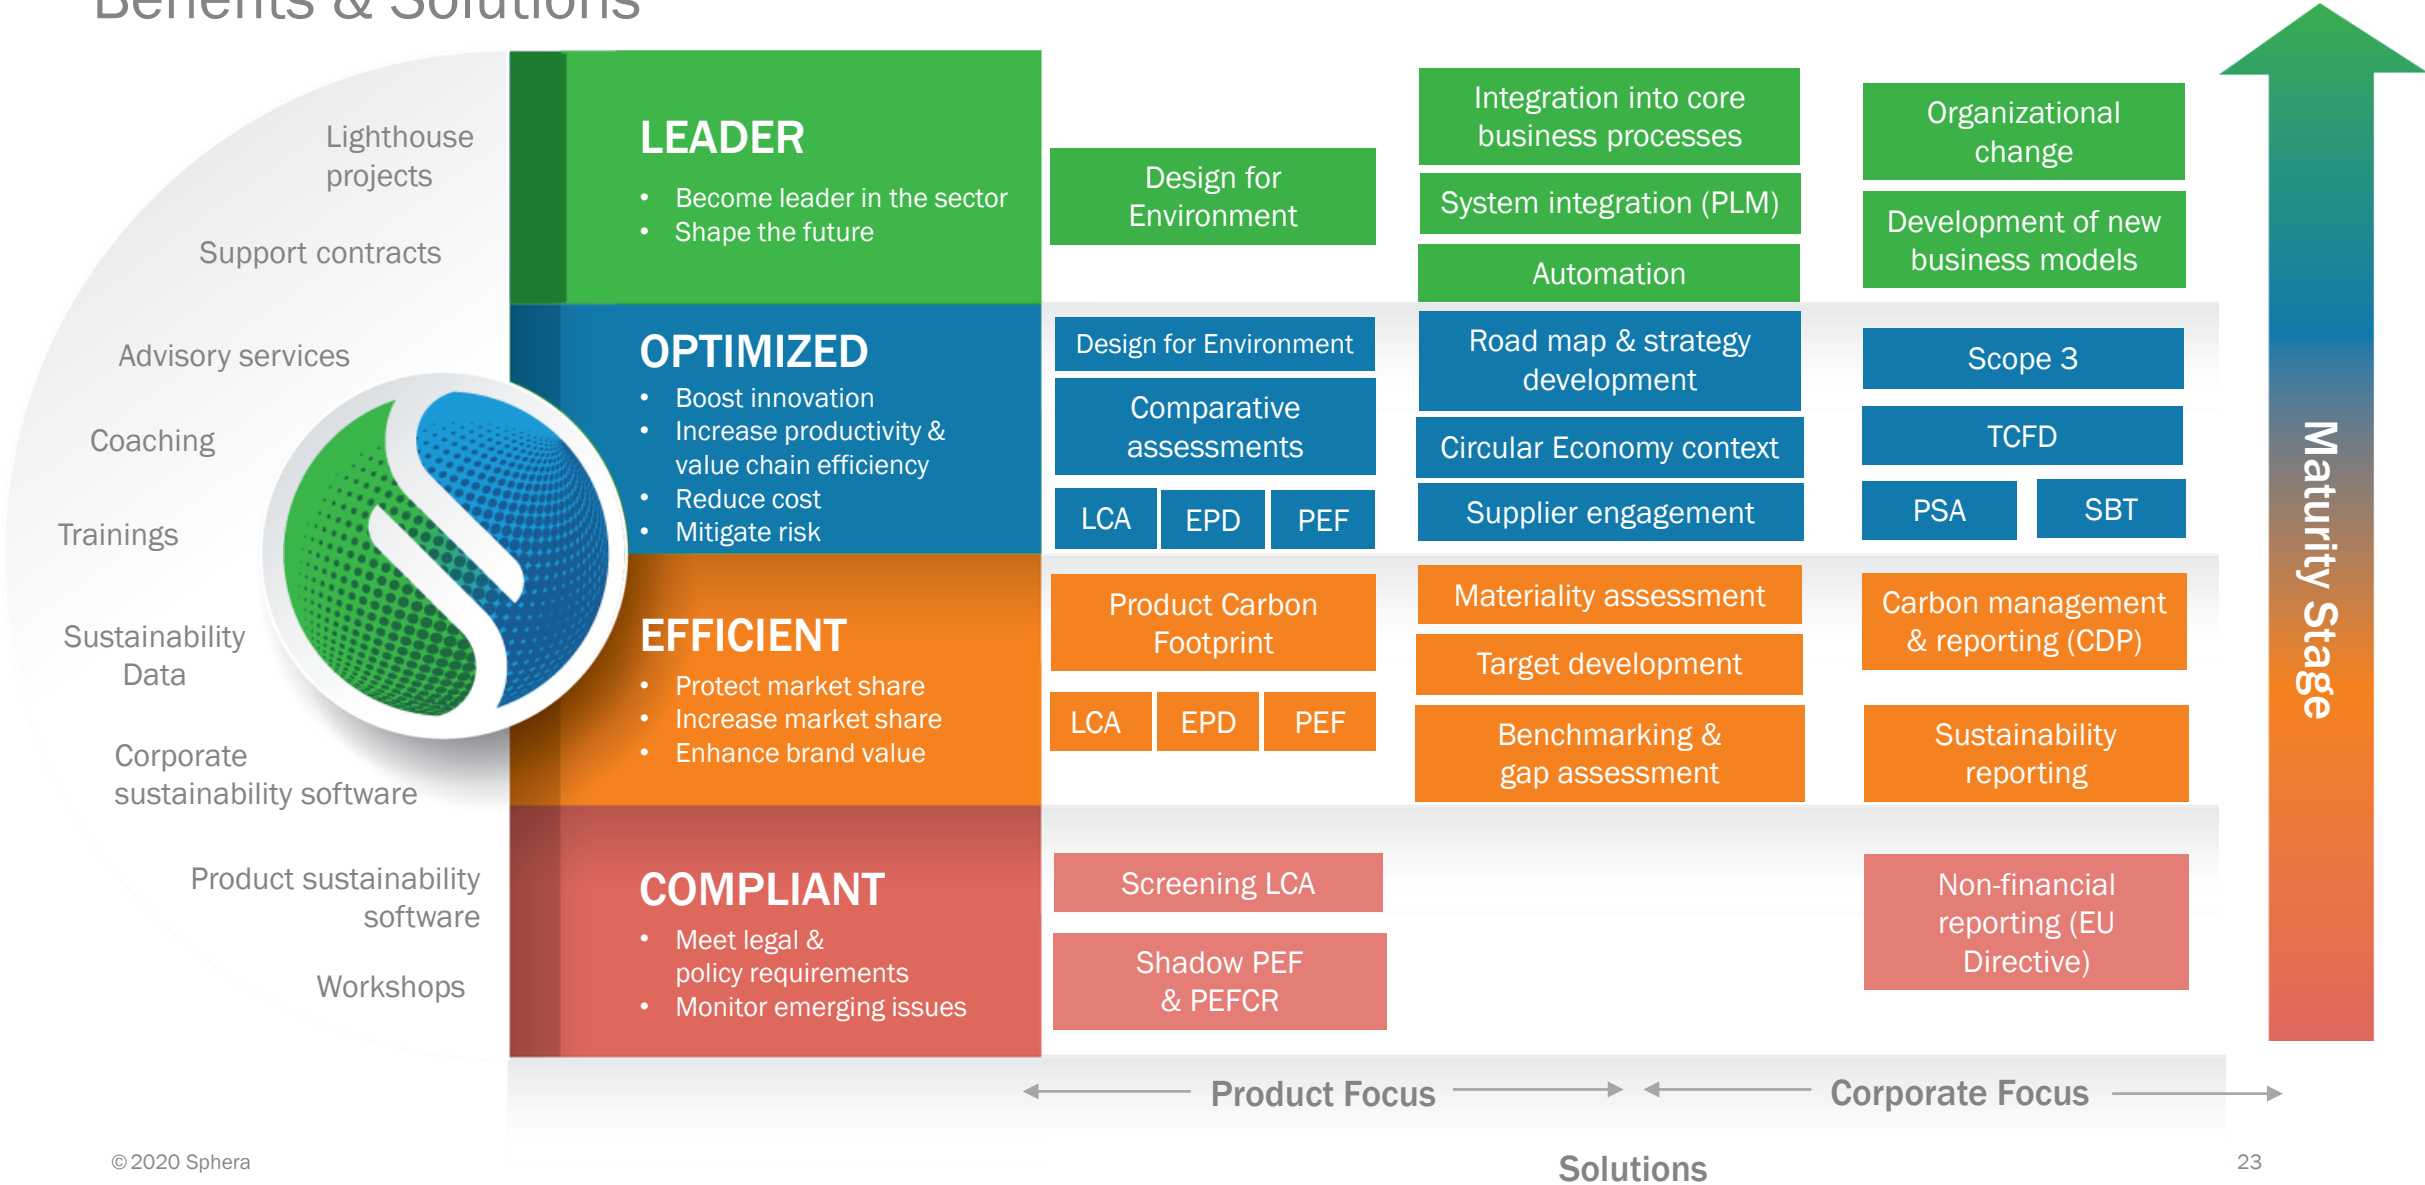 Benefits & Solutions
Lighthouse
projects
Support contracts
Advisory services
Coaching
Trainings
Sustainability
Data
Corporate
sustainability software
Product sustainability
software
Workshops
LEADER
• Become leader in the sector
• Shape the future
Design for
Environment
Integration into core
business processes
System integration (PLM)
Automation
Organizational
change
Development of new
business models
OPTIMIZED
• Boost innovation
• Increase productivity &
value chain efficiency
• Reduce cost
• Mitigate risk
Design for Environment
Comparative
assessments
LCA
EPD
PEF
Road map & strategy
development
Circular Economy context
Supplier engagement
Scope 3
TCFD
PSA
SBT
EFFICIENT
• Protect market share
• Increase market share
• Enhance brand value
Product Carbon
Footprint
LCA
EPD
PEF
Materiality assessment
Target development
Benchmarking &
gap assessment
Carbon management
& reporting (CDP)
Sustainability
reporting
COMPLIANT
• Meet legal &
policy requirements
• Monitor emerging issues
Screening LCA
Shadow PEF
& PEFCR
Non-financial
reporting (EU
Directive)
Maturity Stage
Product Focus
Corporate Focus
Solutions
© 2020 Sphera
23